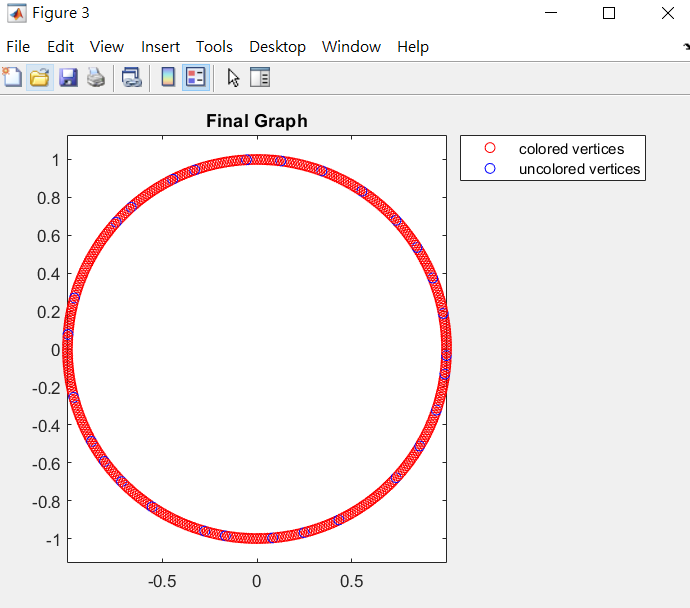 Figure 3
File Edit View Insert Tools Desktop Window Help
Final Graph
colored vertices
uncolored vertices
1
0.8
0.6
0.4
0.2
0
-0.2
-0.4
-0.6
-0.8
-1
-0.5 0 0.5